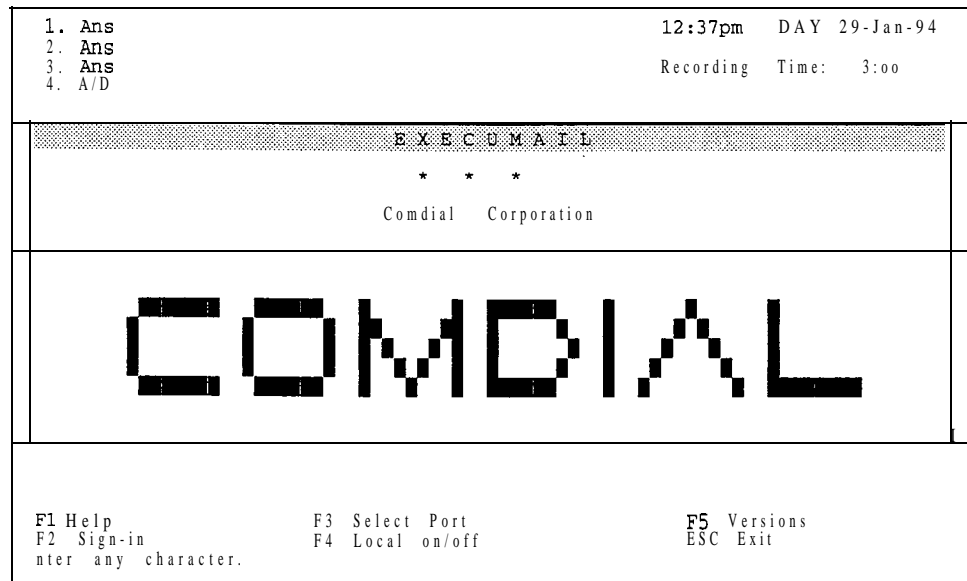 1. Ans
2. Ans
3. Ans
4. A/D
12:37pm DAY 29-Jan-94
Recording Time: 3:oo
EXECUMAIL
* * *
Comdial Corporation
COMDIAL
F1 Help F3 Select Port F5 Versions
F2 Sign-in F4 Local on/off ESC Exit
nter any character.